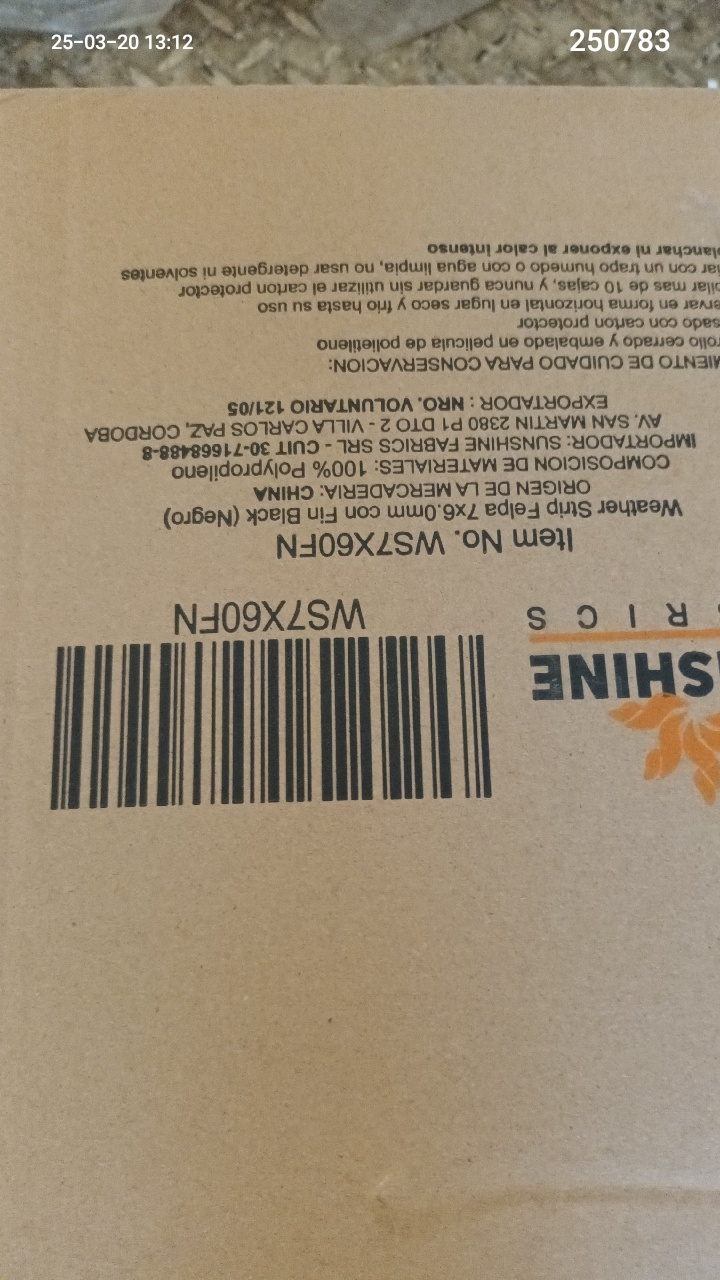 25-03-20 13:12
250783
SHINE
RICS
WS7X60FN
Item No. WS7X60FN
Weather Strip Felpa 7x6.0mm con Fin Black (Negro)
ORIGEN DE LA MERCADERIA: CHINA
COMPOSICION DE MATERIALES: 100% Polypropileno
IMPORTADOR: SUNSHINE FABRICS SRL - CUIT 30-71668488-8
AV. SAN MARTIN 2380 P1 DTO 2 - VILLA CARLOS PAZ, CORDOBA
EXPORTADOR : NRO. VOLUNTARIO 121/05
MIENTO DE CUIDADO PARA CONSERVACION:
rollo cerrado y embalado en pelicula de polietileno
sado con carton protector
ervar en forma horizontal en lugar seco y frio hasta su uso
pilar mas de 10 cajas, y nunca guardar sin utilizar el carton protector
iar con un trapo humedo o con agua limpia, no usar detergente ni solventes
lanchar ni exponer al calor intenso